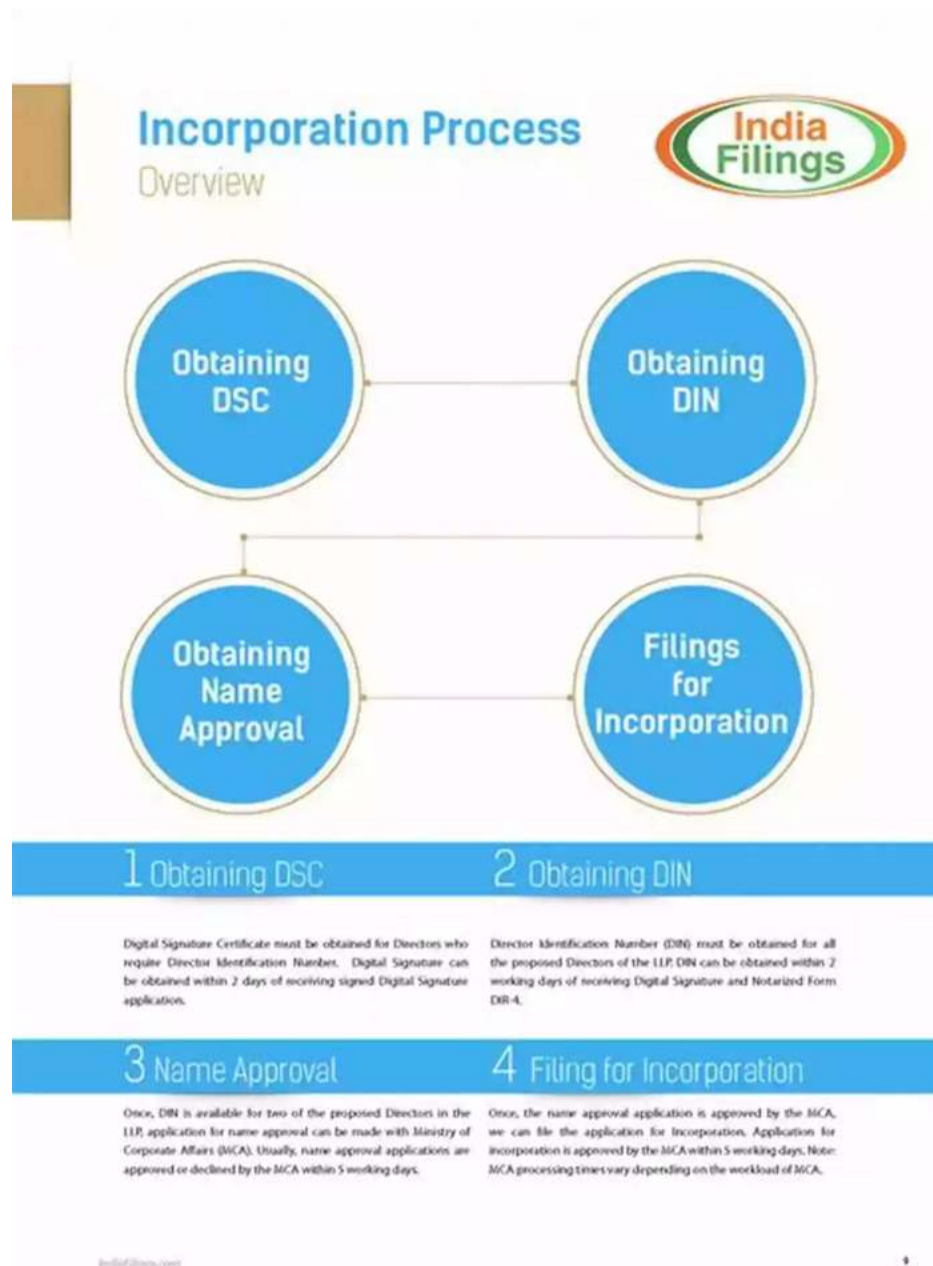 Incorporation Process
Overview
India
Filings
Obtaining
DSC
Obtaining
DIN
Obtaining
Name
Approval
Filings
for
Incorporation
1 Obtaining DSC
Digital Signature Certificate must be obtained for Directors who
require Director Identification Number. Digital Signature can
be obtained within 2 days of receiving signed Digital Signature
application.
2 Obtaining DIN
Director Identification Number (DIN) must be obtained for all
the proposed Directors of the LLP. DIN can be obtained within 2
working days of receiving Digital Signature and Notarized Form
DIR-4.
3 Name Approval
Once, DIN is available for two of the proposed Directors in the
LLP, application for name approval can be made with Ministry of
Corporate Affairs (MCA). Usually, name approval applications are
approved or declined by the MCA within 5 working days.
4 Filing for Incorporation
Once, the name approval application is approved by the MCA,
we can file the application for Incorporation. Application for
incorporation is approved by the MCA within 5 working days. Note:
MCA processing times vary depending on the workload of MCA.
9